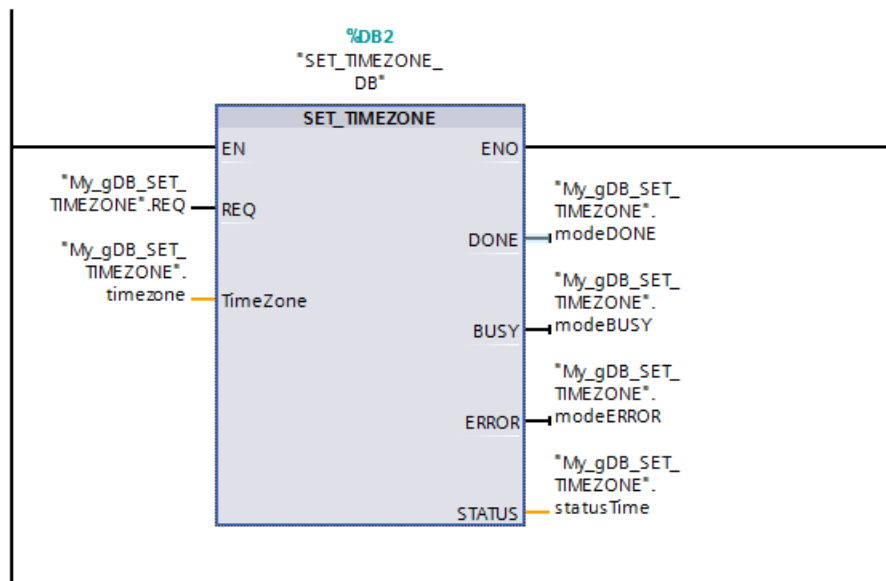 %DB2
"SET_TIMEZONE_
DB"
SET_TIMEZONE
EN
ENO
"My_gDB_SET_
TIMEZONE".REQ
REQ
"My_gDB_SET_
TIMEZONE".
timezone
TimeZone
DONE
"My_gDB_SET_
TIMEZONE".
modeDONE
BUSY
"My_gDB_SET_
TIMEZONE".
modeBUSY
ERROR
"My_gDB_SET_
TIMEZONE".
modeERROR
STATUS
"My_gDB_SET_
TIMEZONE".
statusTime